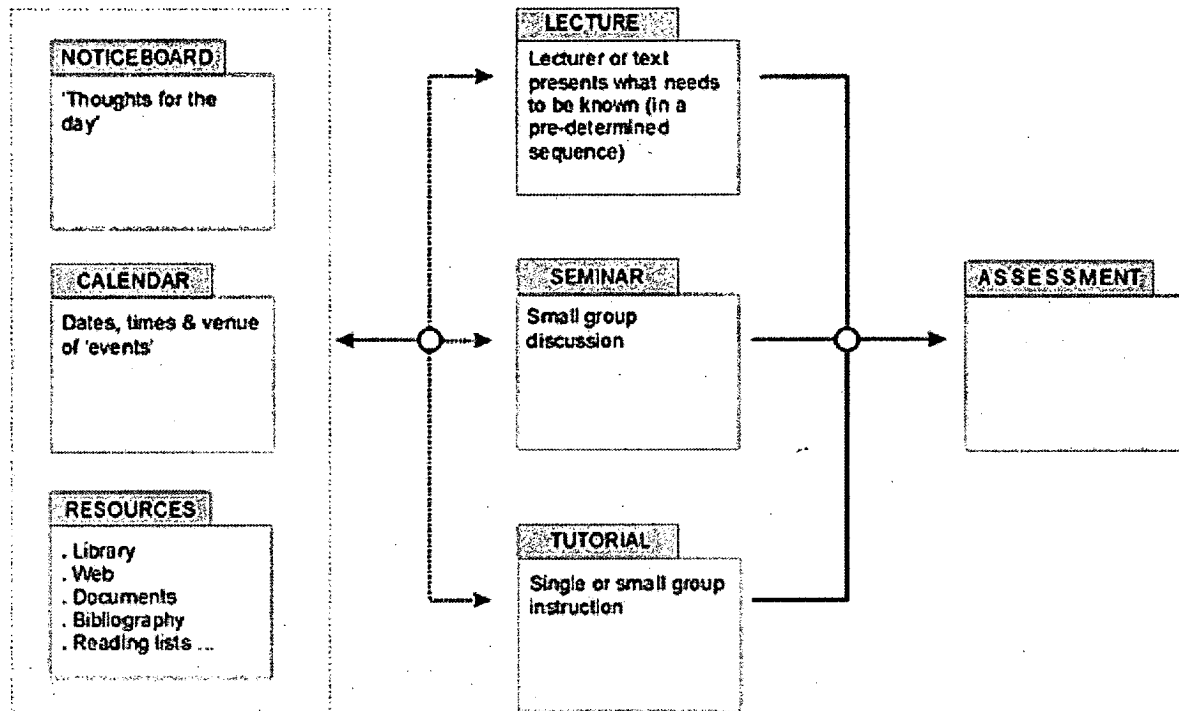 NOTICEBOARD
'Thoughts for the
day'
CALENDAR
Dates, times & venue
of 'events'
RESOURCES
. Library
. Web
. Documents
. Bibliography
. Reading lists ...
LECTURE
Lecturer or text
presents what needs
to be known (in a
pre-determined
sequence)
SEMINAR
Small group
discussion
TUTORIAL
Single or small group
instruction
ASSESSMENT